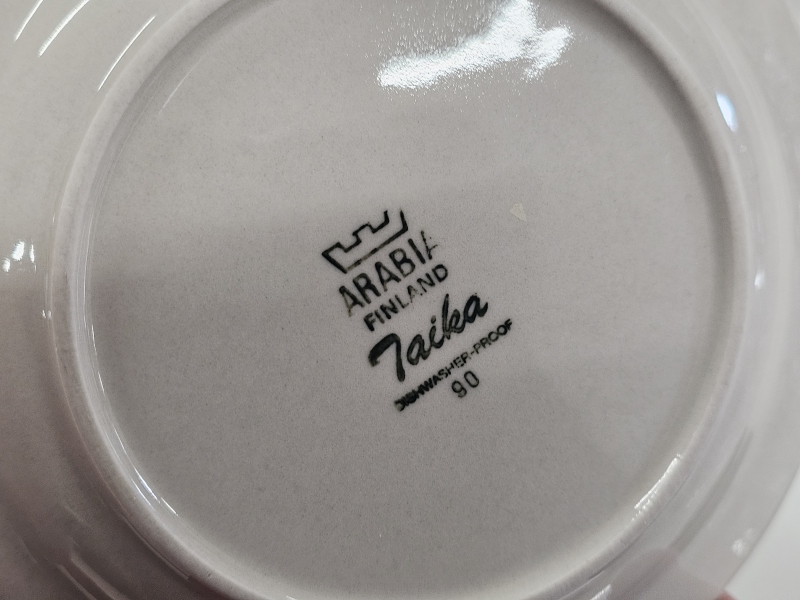 ARABIA
FINLAND
Taika
DISHWASHER-PROOF
90